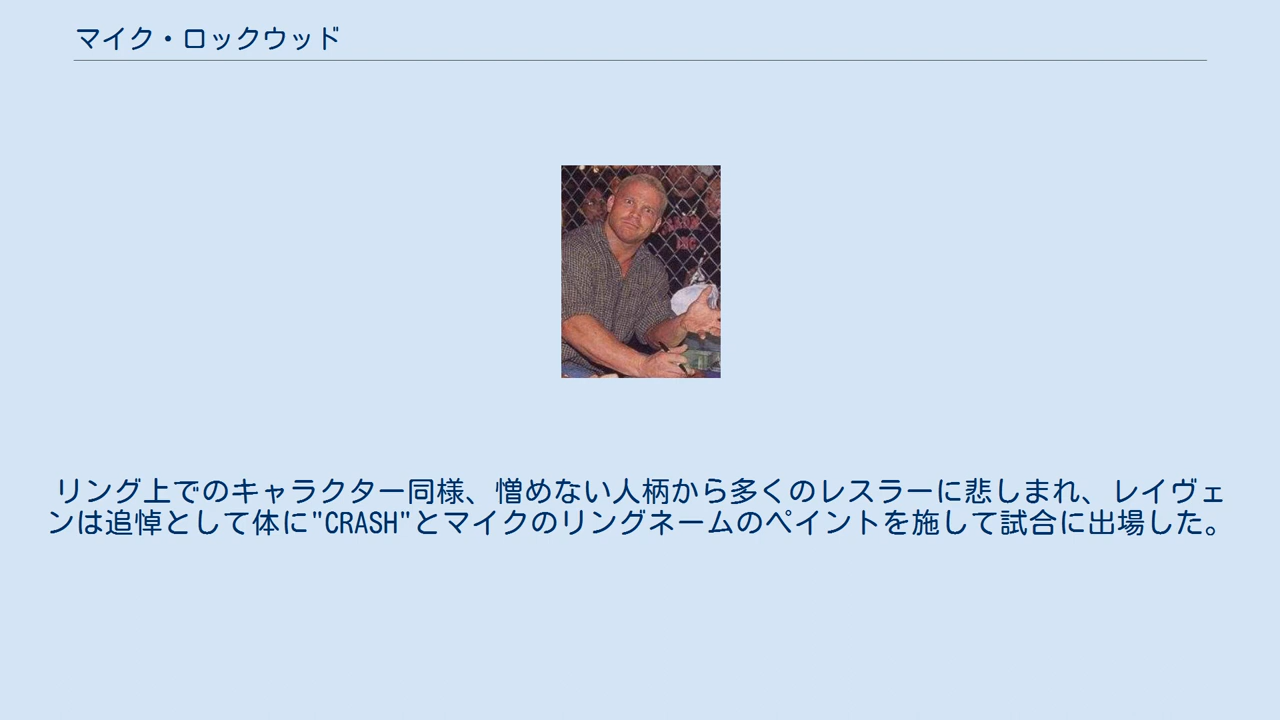 マイク・ロックウッド
リング上でのキャラクター同様、憎めない人柄から多くのレスラーに悲しまれ、レイヴェ
ンは追悼として体に"CRASH"とマイクのリングネームのペイントを施して試合に出場した。